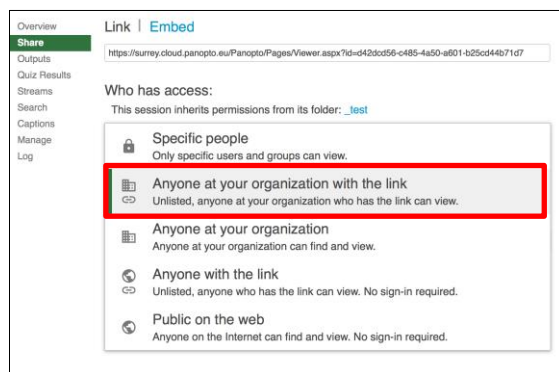 Overview
Share
Outputs
Quiz Results
Streams
Search
Captions
Manage
Log
Link | Embed
https://surrey.cloud.panopto.eu/Panopto/Pages/Viewer.aspx?id=d42dcd56-c485-4a50-a601-b25cd44b71d7
Who has access:
This session inherits permissions from its folder: _test
Specific people
Only specific users and groups can view.
Anyone at your organization with the link
Unlisted, anyone at your organization who has the link can view.
Anyone at your organization
Anyone at your organization can find and view.
Anyone with the link
Unlisted, anyone who has the link can view. No sign-in required.
Public on the web
Anyone on the Internet can find and view. No sign-in required.